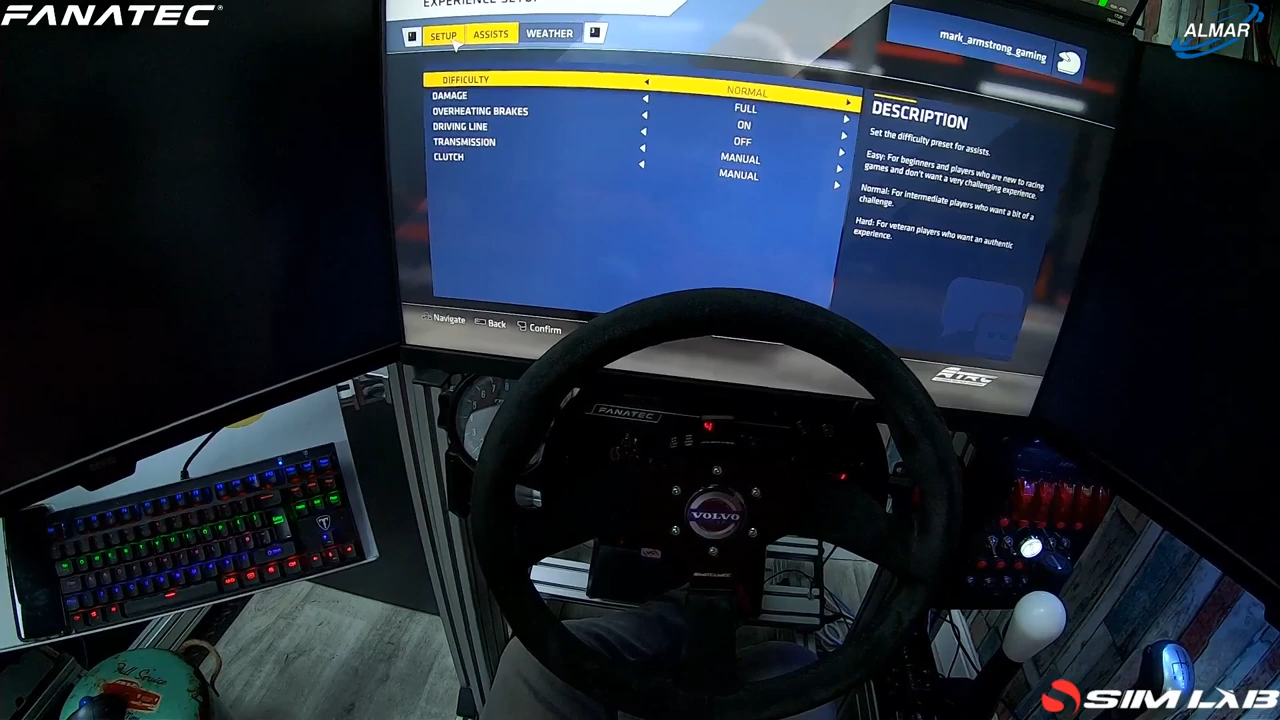 FANATEC
ALMAR
EXPERIENCE SETUP
SETUP ASSISTS WEATHER
mark_armstrong_gaming
DIFFICULTY NORMAL
DAMAGE FULL
OVERHEATING BRAKES ON
DRIVING LINE OFF
TRANSMISSION MANUAL
CLUTCH MANUAL
DESCRIPTION
Set the difficulty preset for assists.
Easy: For beginners and players who are new to racing
games and don't want a very challenging experience.
Normal: For intermediate players who want a bit of a
challenge.
Hard: For veteran players who want an authentic
experience.
Navigate Back Confirm
FANATEC
4
VOLVO
SIM LAB